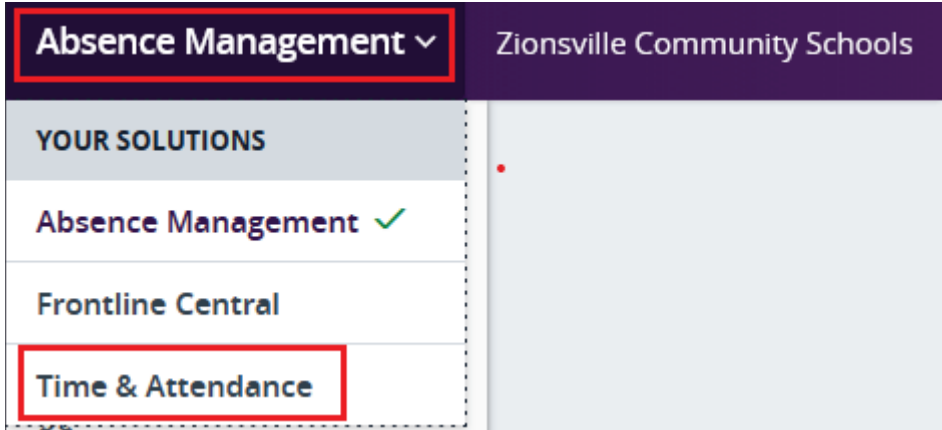 Absence Management Zionsville Community Schools
YOUR SOLUTIONS
Absence Management
Frontline Central
Time & Attendance